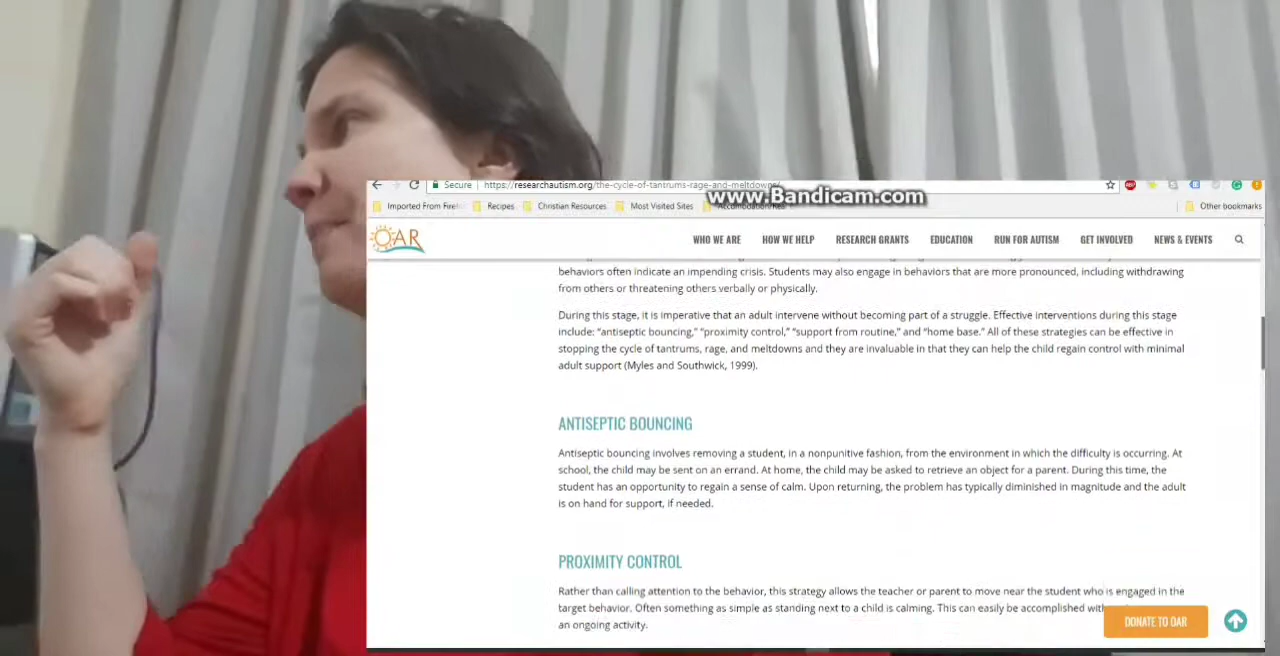 Secure
https://researchautism.org/the-cycle-of-tantrums-rage-and-meltdowns/
www.Bandicam.com
Recipes
Christian Resources
Most Visited Sites
Other bookmarks
OAR
WHO WE ARE
HOW WE HELP
RESEARCH GRANTS
EDUCATION
RUN FOR AUTISM
GET INVOLVED
NEWS & EVENTS
behaviors often indicate an impending crisis. Students may also engage in behaviors that are more pronounced, including withdrawing
from others or threatening others verbally or physically.
During this stage, it is imperative that an adult intervene without becoming part of a struggle. Effective interventions during this stage
include: “antiseptic bouncing,” “proximity control,” “support from routine,” and “home base.” All of these strategies can be effective in
stopping the cycle of tantrums, rage, and meltdowns and they are invaluable in that they can help the child regain control with minimal
adult support (Myles and Southwick, 1999).
ANTISEPTIC BOUNCING
Antiseptic bouncing involves removing a student, in a nonpunitive fashion, from the environment in which the difficulty is occurring. At
school, the child may be sent on an errand. At home, the child may be asked to retrieve an object for a parent. During this time, the
student has an opportunity to regain a sense of calm. Upon returning, the problem has typically diminished in magnitude and the adult
is on hand for support, if needed.
PROXIMITY CONTROL
Rather than calling attention to the behavior, this strategy allows the teacher or parent to move near the student who is engaged in the
target behavior. Often something as simple as standing next to a child is calming. This can easily be accomplished
an ongoing activity.
DONATE TO OAR